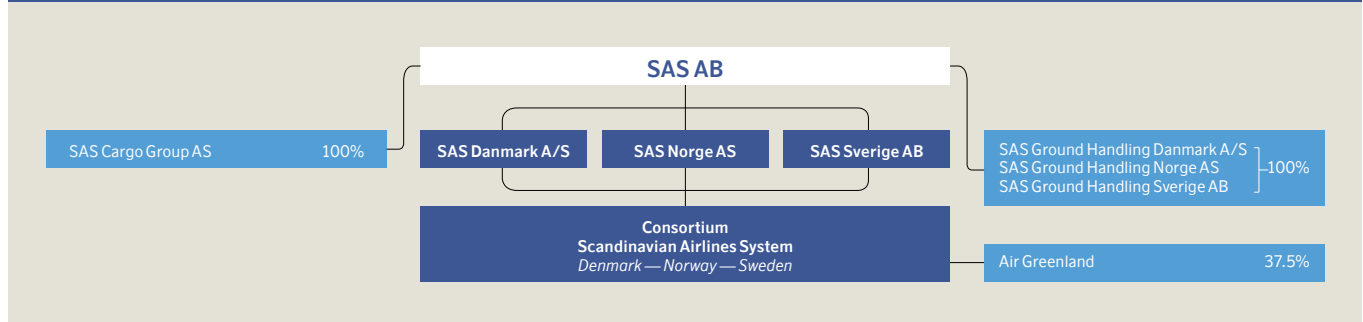 SAS AB
SAS Cargo Group AS 100%
SAS Danmark A/S
SAS Norge AS
SAS Sverige AB
SAS Ground Handling Danmark A/S
SAS Ground Handling Norge AS 100%
SAS Ground Handling Sverige AB
Consortium
Scandinavian Airlines System
Denmark — Norway — Sweden
Air Greenland 37.5%